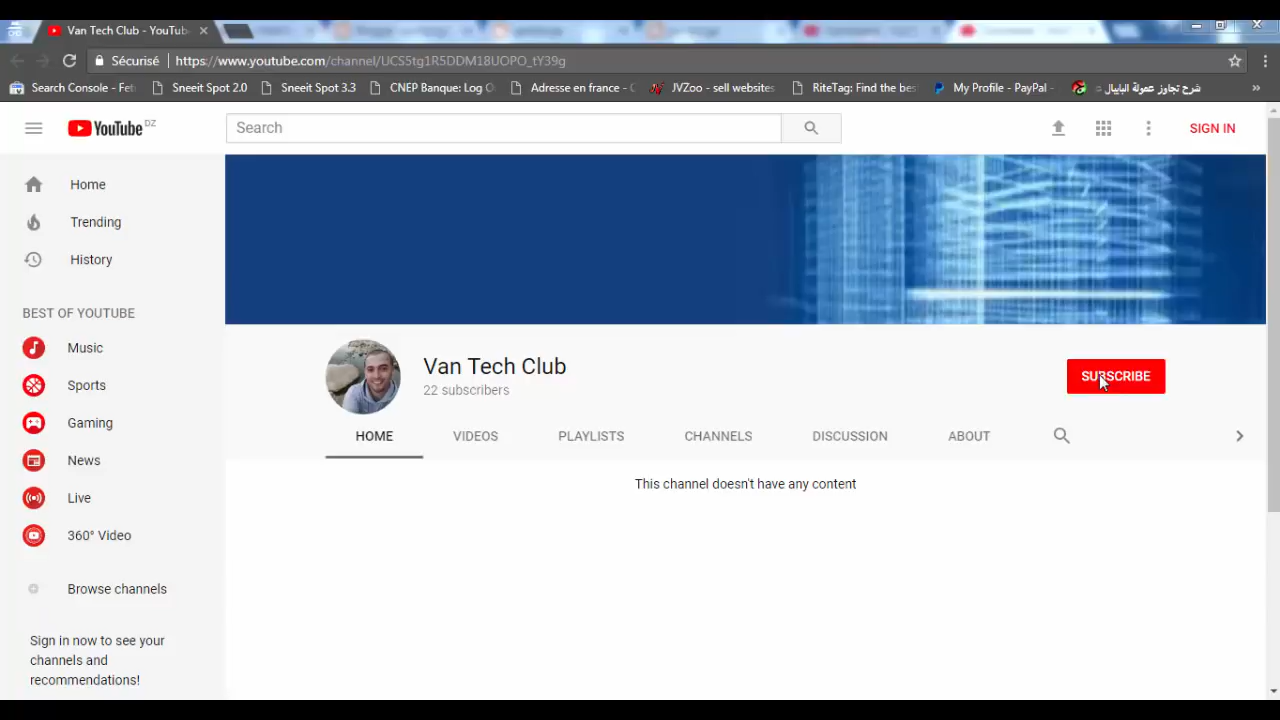 Van Tech Club - YouTub
Sécurisé
https://www.youtube.com/channel/UCS5tg1R5DDM18UOPO_tY39g
Search Console - Fet
Sneeit Spot 2.0
Sneeit Spot 3.3
CNEP Banque: Log O
Adresse en france -
JVZoo - sell websites
RiteTag: Find the bes
My Profile - PayPal -
شرح تجاوز عمولة البايبال
YouTube DZ
Search
SIGN IN
Home
Trending
History
BEST OF YOUTUBE
Music
Sports
Gaming
News
Live
360° Video
Browse channels
Sign in now to see your
channels and
recommendations!
Van Tech Club
22 subscribers
SUBSCRIBE
HOME
VIDEOS
PLAYLISTS
CHANNELS
DISCUSSION
ABOUT
This channel doesn't have any content